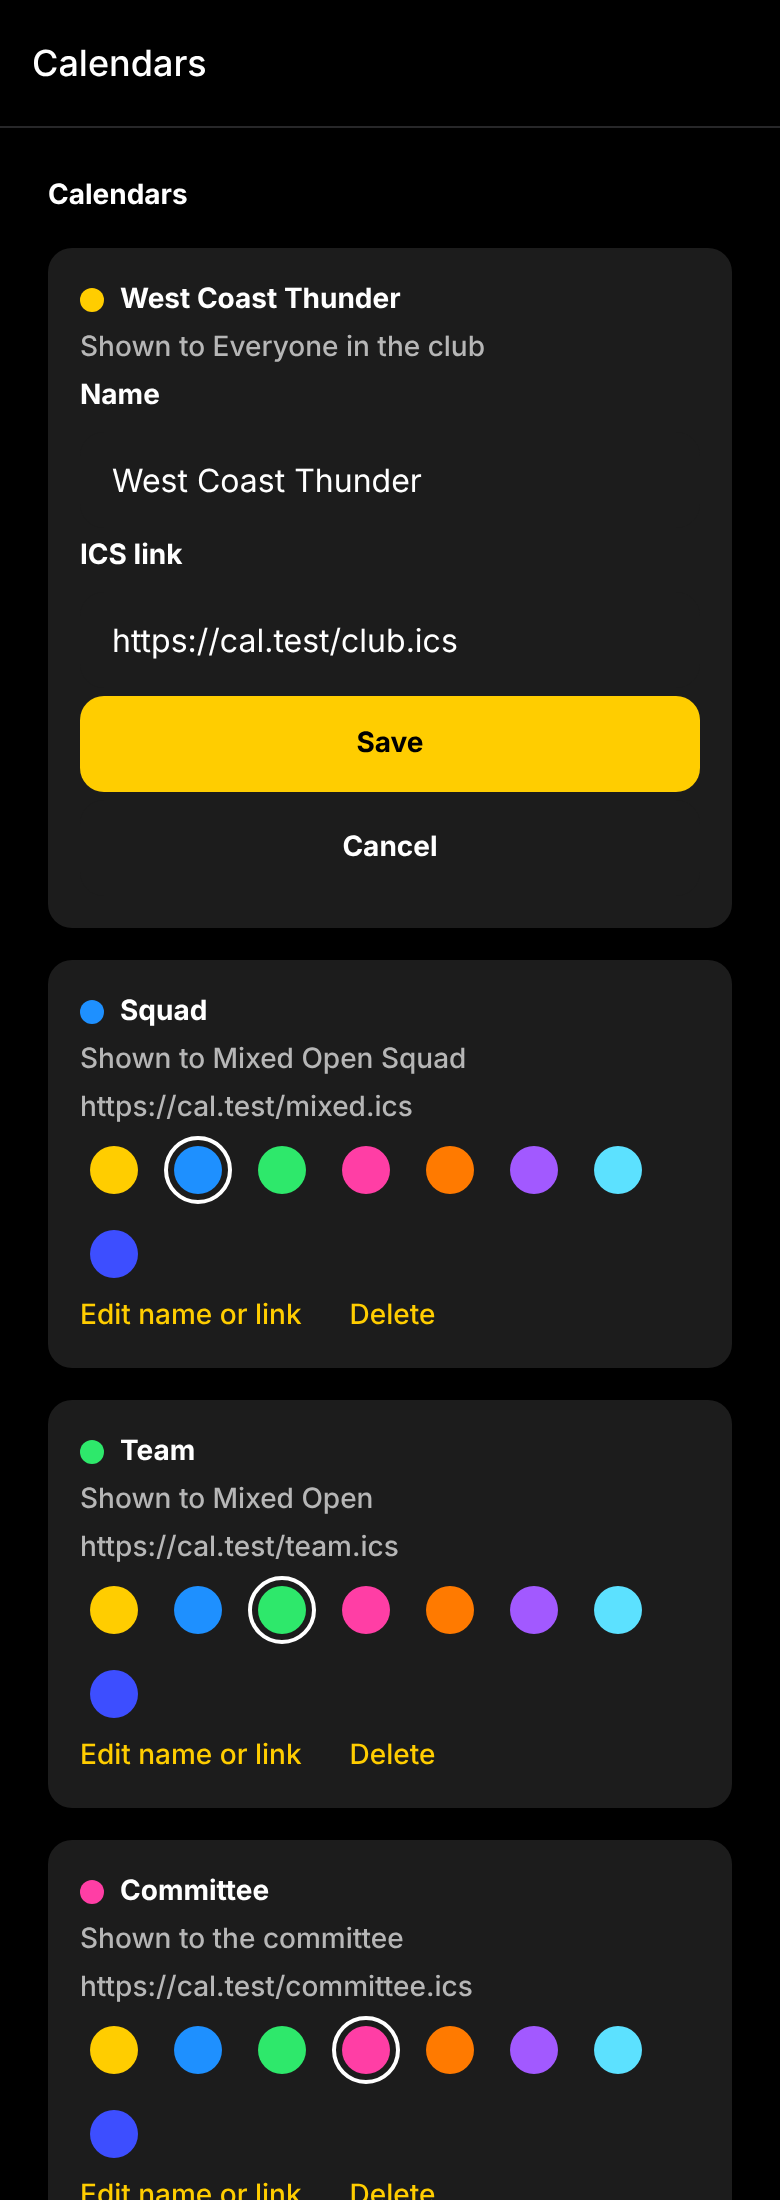 Calendars
Calendars
West Coast Thunder
Shown to Everyone in the club
Name
West Coast Thunder
ICS link
https://cal.test/club.ics
Save
Cancel
Squad
Shown to Mixed Open Squad
https://cal.test/mixed.ics
Edit name or link Delete
Team
Shown to Mixed Open
https://cal.test/team.ics
Edit name or link Delete
Committee
Shown to the committee
https://cal.test/committee.ics
Edit name or link Delete